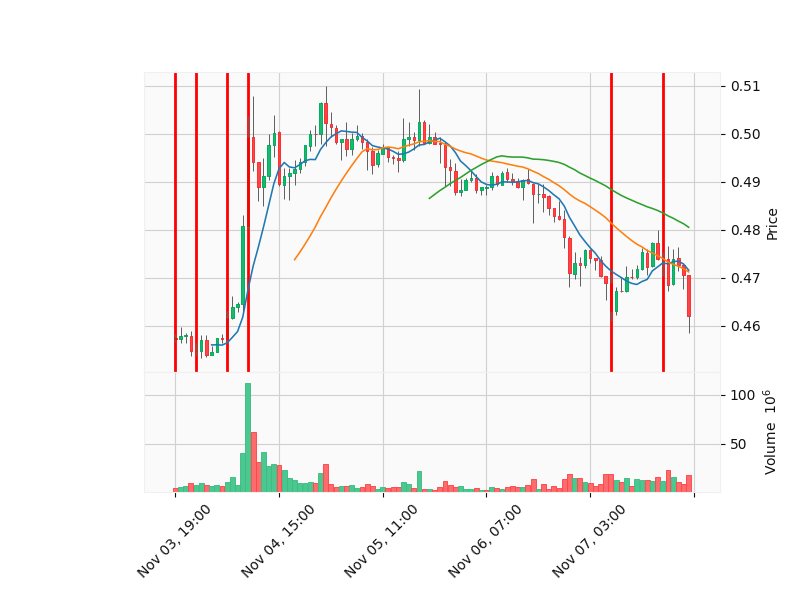 0.51
0.50
0.49
0.48
0.47
0.46
Price
100
50
Volume 10^6
Nov 03, 19:00
Nov 04, 15:00
Nov 05, 11:00
Nov 06, 07:00
Nov 07, 03:00